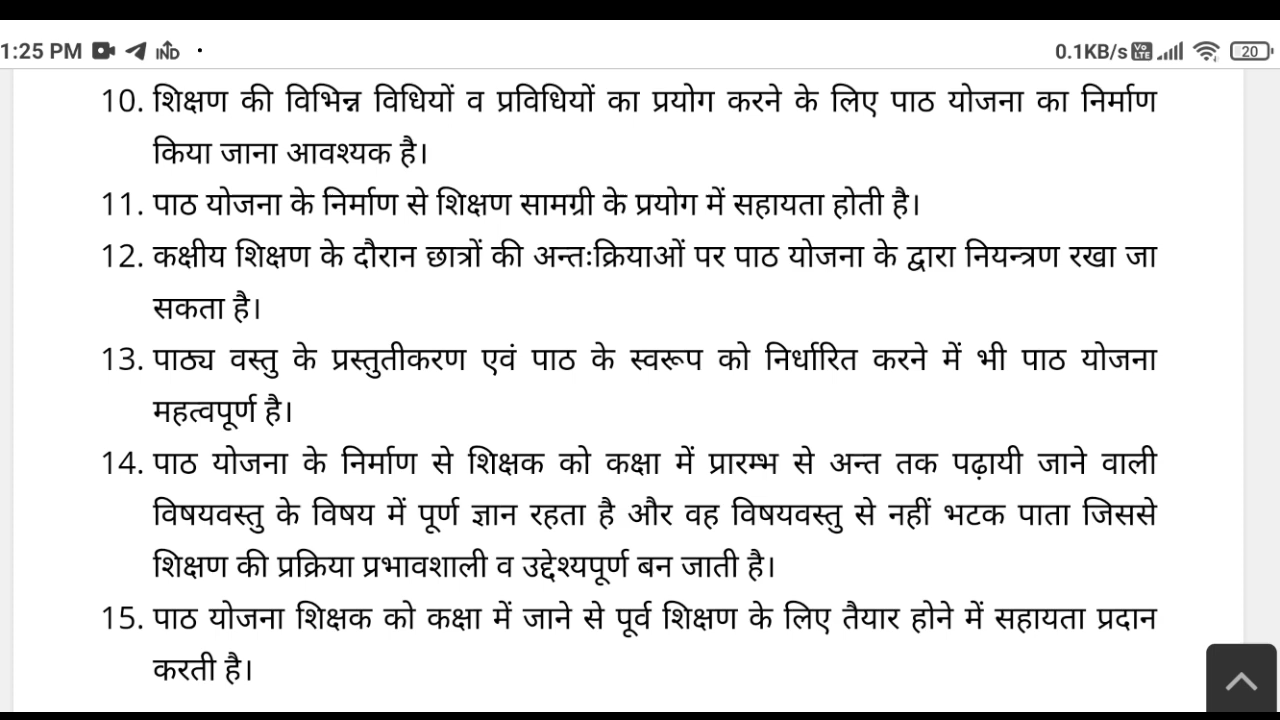 1:25 PM IND
0.1KB/s Vo LTE 20
10. शिक्षण की विभिन्न विधियों व प्रविधियों का प्रयोग करने के लिए पाठ योजना का निर्माण
किया जाना आवश्यक है।
11. पाठ योजना के निर्माण से शिक्षण सामग्री के प्रयोग में सहायता होती है।
12. कक्षीय शिक्षण के दौरान छात्रों की अन्तःक्रियाओं पर पाठ योजना के द्वारा नियन्त्रण रखा जा
सकता है।
13. पाठ्य वस्तु के प्रस्तुतीकरण एवं पाठ के स्वरूप को निर्धारित करने में भी पाठ योजना
महत्वपूर्ण है।
14. पाठ योजना के निर्माण से शिक्षक को कक्षा में प्रारम्भ से अन्त तक पढ़ायी जाने वाली
विषयवस्तु के विषय में पूर्ण ज्ञान रहता है और वह विषयवस्तु से नहीं भटक पाता जिससे
शिक्षण की प्रक्रिया प्रभावशाली व उद्देश्यपूर्ण बन जाती है।
15. पाठ योजना शिक्षक को कक्षा में जाने से पूर्व शिक्षण के लिए तैयार होने में सहायता प्रदान
करती है।